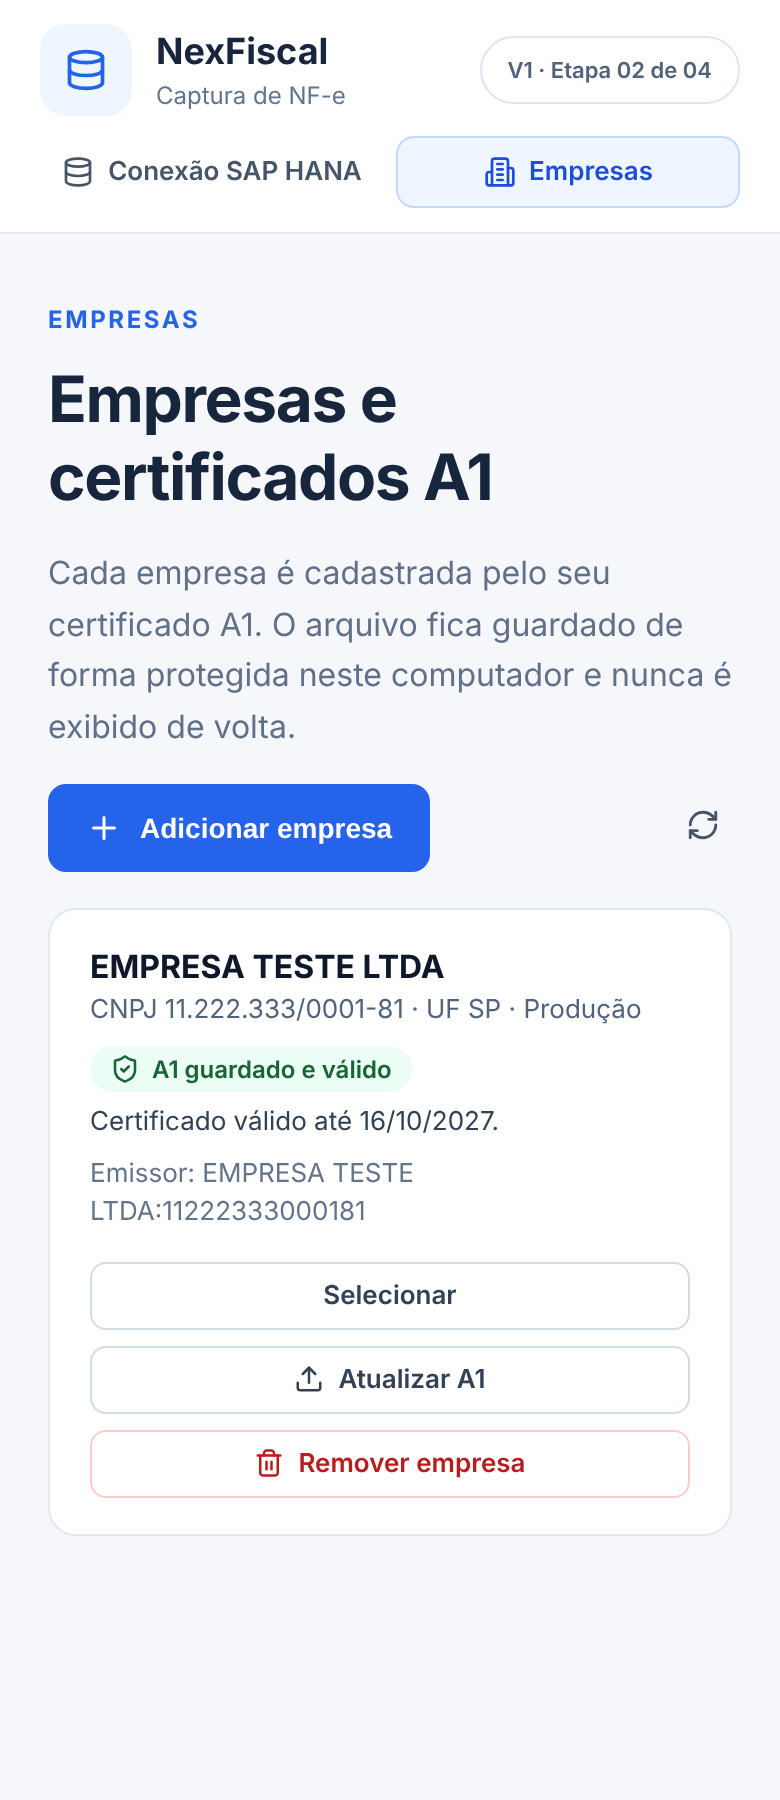 NexFiscal
Captura de NF-e
V1 · Etapa 02 de 04
Conexão SAP HANA
Empresas
EMPRESAS
Empresas e
certificados A1
Cada empresa é cadastrada pelo seu
certificado A1. O arquivo fica guardado de
forma protegida neste computador e nunca é
exibido de volta.
Adicionar empresa
EMPRESA TESTE LTDA
CNPJ 11.222.333/0001-81 · UF SP · Produção
A1 guardado e válido
Certificado válido até 16/10/2027.
Emissor: EMPRESA TESTE
LTDA:11222333000181
Selecionar
Atualizar A1
Remover empresa